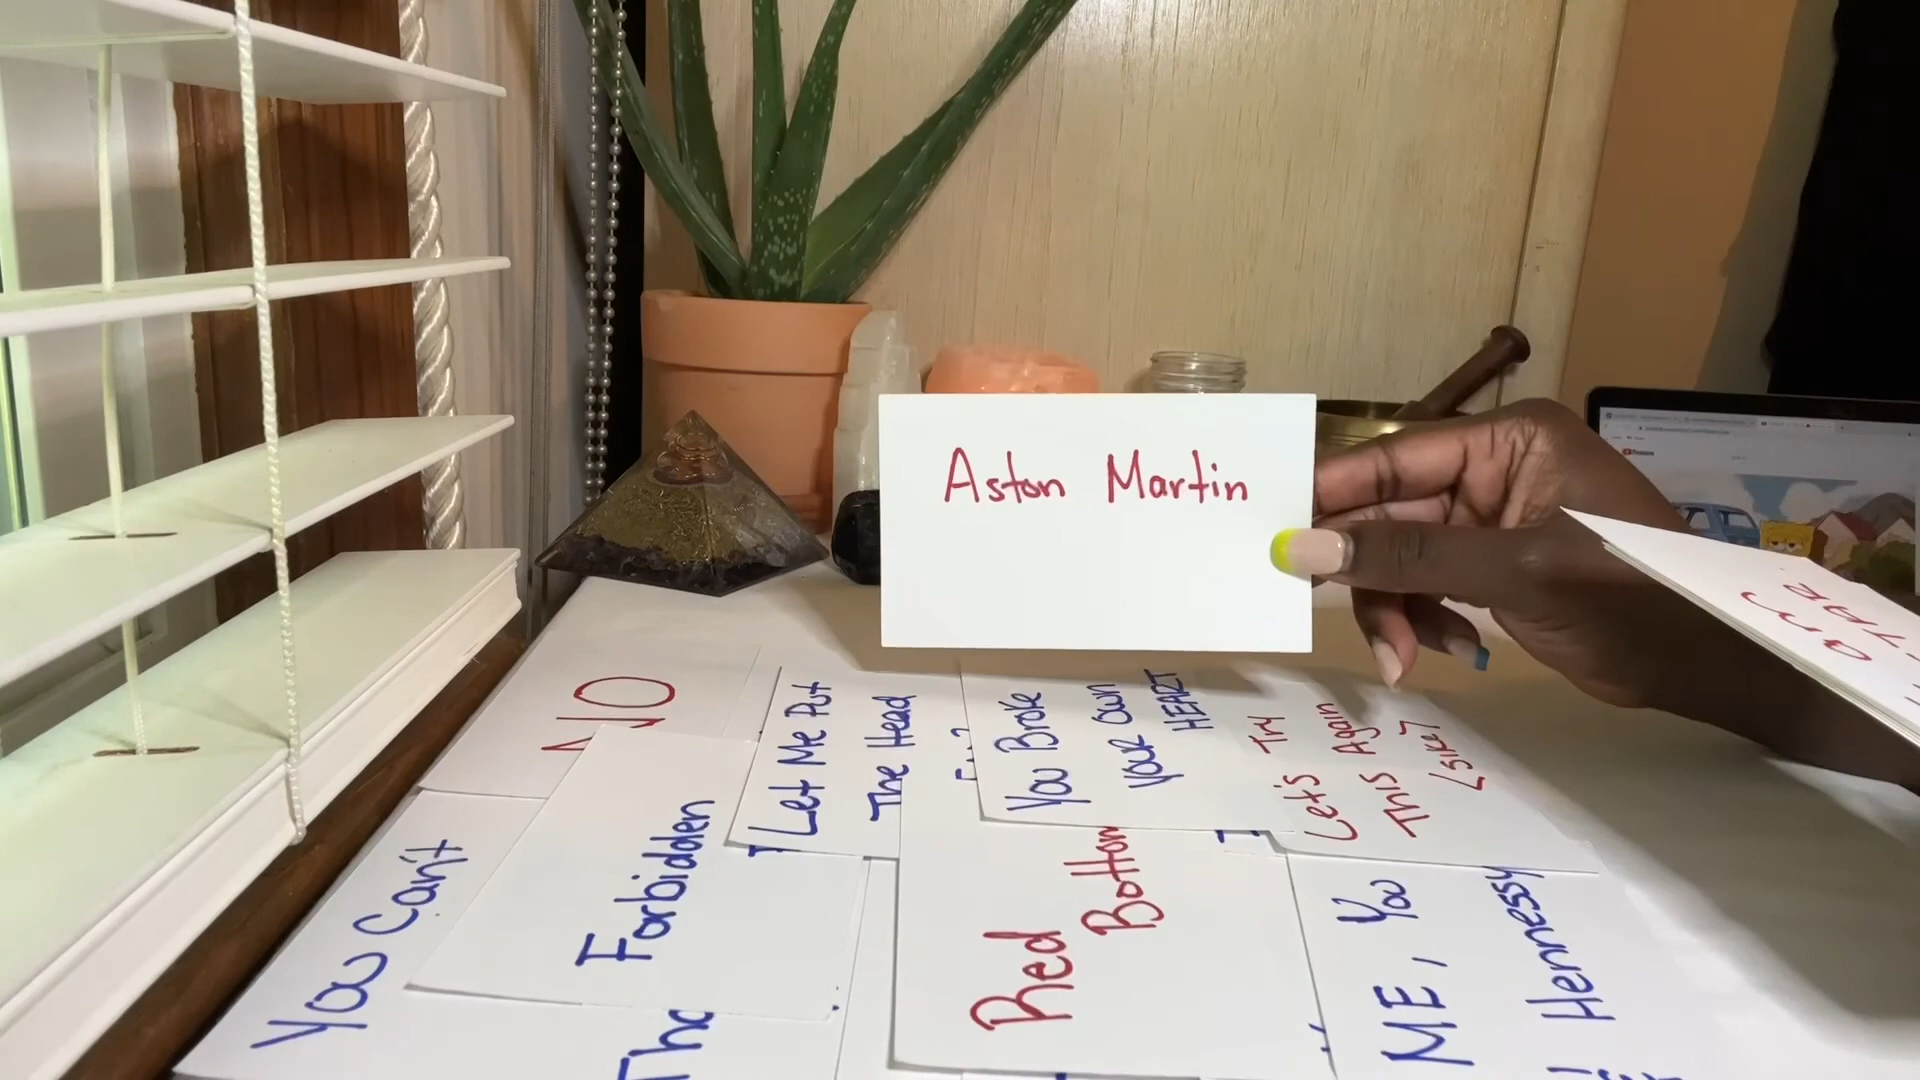 Aston Martin
NO
Let Me Put
The Head
You Broke
Your Own
HEART
Let's Try
This Again
(sike)
You Can't
Forbidden
Red
Bottom
ME, You
Hennessy